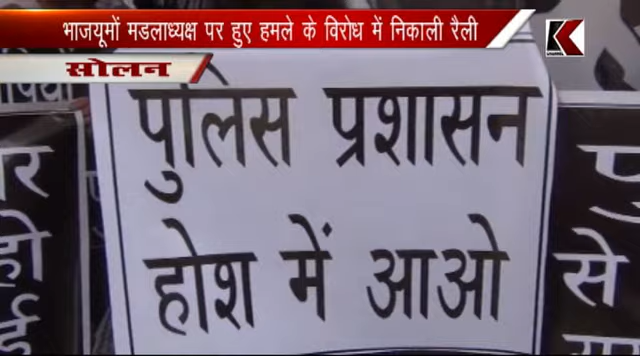 भाजयूमों मडलाध्यक्ष पर हुए हमले के विरोध में निकाली रैली
K
सोलन
पुलिस प्रशासन
होश में आओ
हो
पु
से